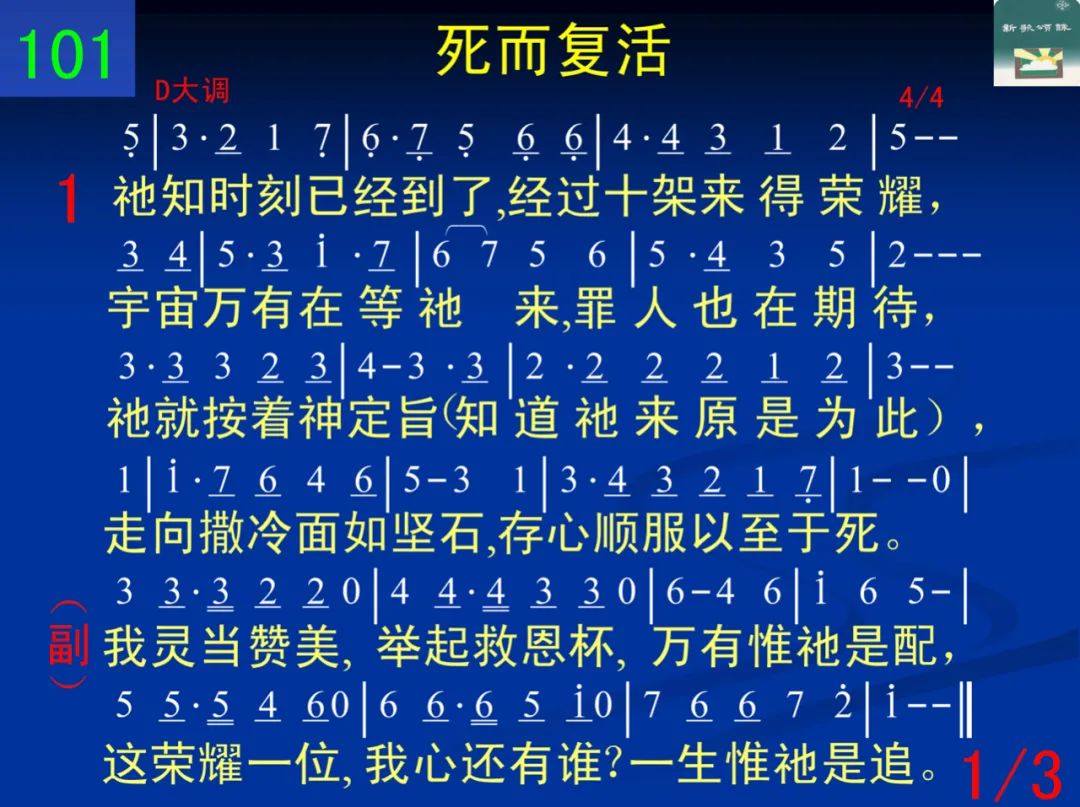 101
死而复活
新歌颂咏
D大调
4/4
5|3·2 1 7|6·7 5 6 6|4·4 3 1 2|5--
1
祂知时刻已经到了,经过十架来得荣耀，
3 4|5·3 1·7|6 7 5 6|5·4 3 5|2---
宇宙万有在等祂 来,罪人也在期待，
3·3 3 2 3|4-3·3|2·2 2 2 1 2|3--
祂就按着神定旨(知道祂来原是为此），
1|1·7 6 4 6|5-3 1|3·4 3 2 1 7|1--0|
走向撒冷面如坚石,存心顺服以至于死。
3 3·3 2 2 0|4 4·4 3 3 0|6-4 6|1 6 5-|
（副）
我灵当赞美, 举起救恩杯, 万有惟祂是配，
5 5·5 4 60|6 6·6 5 10|7 6 6 7 2|1--‖
这荣耀一位, 我心还有谁?一生惟祂是追。
1/3